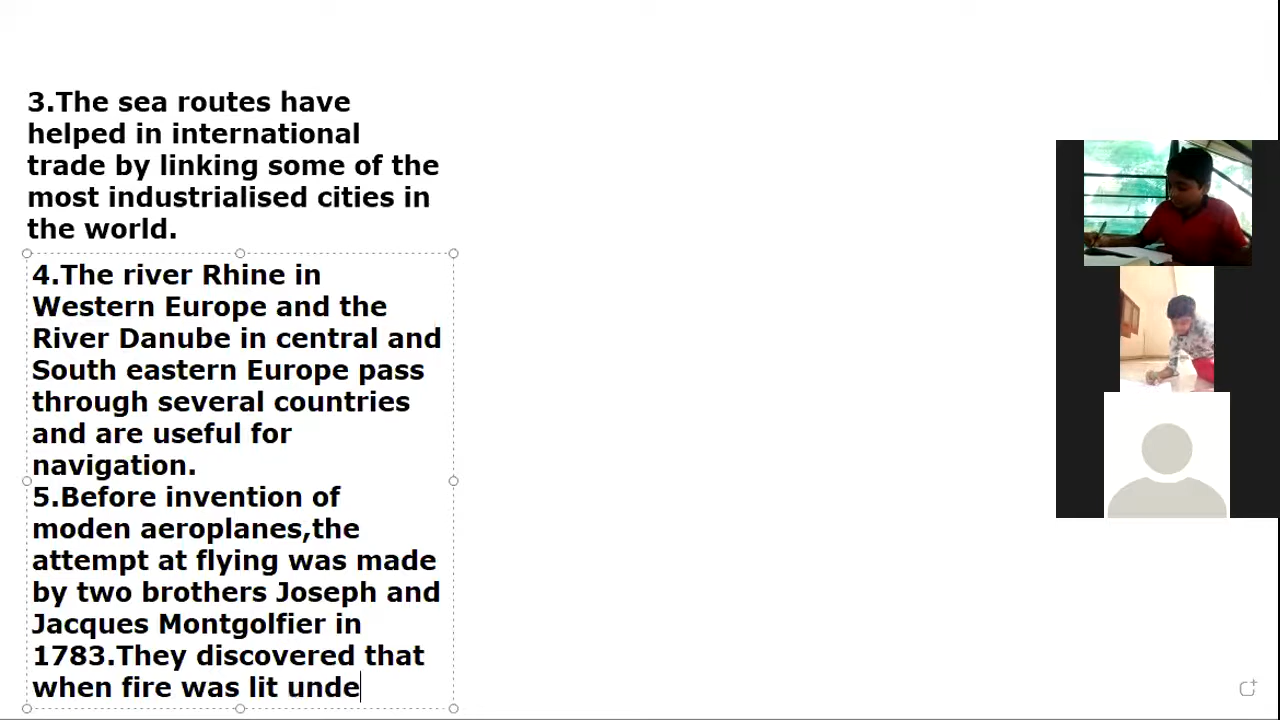 3.The sea routes have
helped in international
trade by linking some of the
most industrialised cities in
the world.
4.The river Rhine in
Western Europe and the
River Danube in central and
South eastern Europe pass
through several countries
and are useful for
navigation.
5.Before invention of
moden aeroplanes,the
attempt at flying was made
by two brothers Joseph and
Jacques Montgolfier in
1783.They discovered that
when fire was lit unde